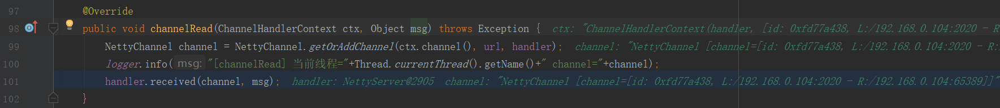 97 @Override
98 public void channelRead(ChannelHandlerContext ctx, Object msg) throws Exception { ctx: "ChannelHandlerContext(handler, [id: 0xfd77a438, L:/192.168.0.104:2020 - R
99 NettyChannel channel = NettyChannel.getOrAddChannel(ctx.channel(), url, handler); channel: "NettyChannel [channel=[id: 0xfd77a438, L:/192.168.0.104:2020 - R:
100 logger.info( msg: "[channelRead] 当前线程="+Thread.currentThread().getName()+" channel="+channel);
101 handler.received(channel, msg); handler: NettyServer@2905 channel: "NettyChannel [channel=[id: 0xfd77a438, L:/192.168.0.104:2020 - R:/192.168.0.104:65389]]"
102 }